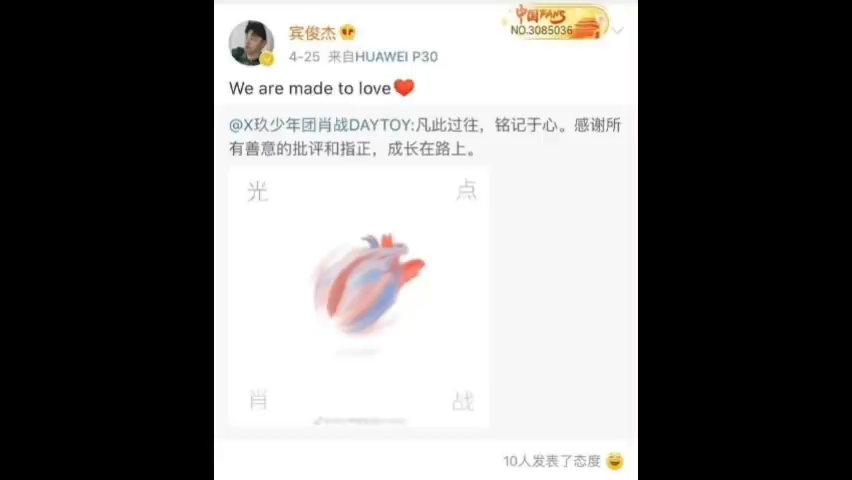 宾俊杰
中国FANS
NO.3085036
4-25 来自HUAWEI P30
We are made to love
@X玖少年团肖战DAYTOY:凡此过往，铭记于心。感谢所
有善意的批评和指正，成长在路上。
光 点
肖 战
10人发表了态度